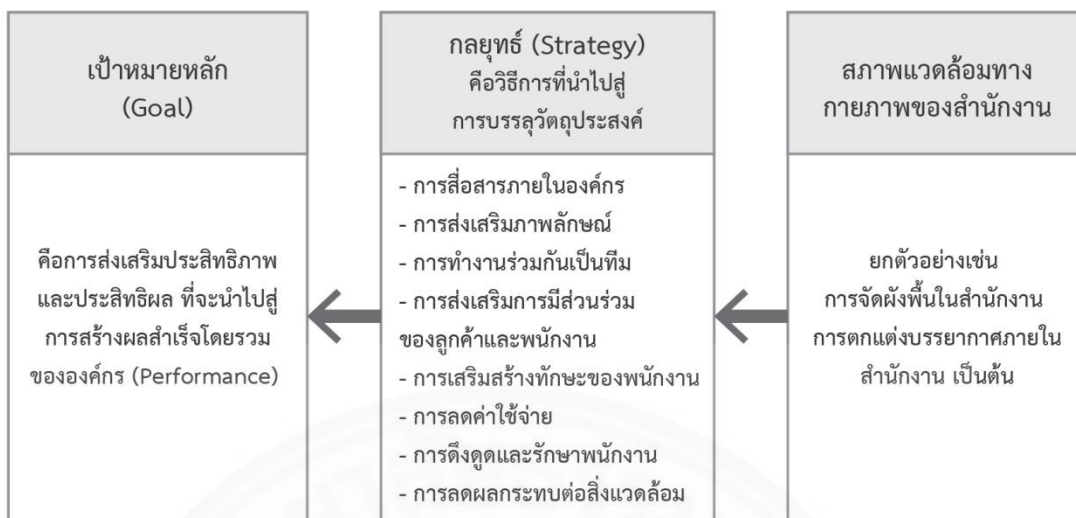 เป้าหมายหลัก
(Goal)
คือการส่งเสริมประสิทธิภาพ
และประสิทธิผล ที่จะนำไปสู่
การสร้างผลสำเร็จโดยรวม
ขององค์กร (Performance)
กลยุทธ์ (Strategy)
คือวิธีการที่นำไปสู่
การบรรลุวัตถุประสงค์
- การสื่อสารภายในองค์กร
- การส่งเสริมภาพลักษณ์
- การทำงานร่วมกันเป็นทีม
- การส่งเสริมการมีส่วนร่วม
ของลูกค้าและพนักงาน
- การเสริมสร้างทักษะของพนักงาน
- การลดค่าใช้จ่าย
- การดึงดูดและรักษาพนักงาน
- การลดผลกระทบต่อสิ่งแวดล้อม
สภาพแวดล้อมทาง
กายภาพของสำนักงาน
ยกตัวอย่างเช่น
การจัดผังพื้นในสำนักงาน
การตกแต่งบรรยากาศภายใน
สำนักงาน เป็นต้น